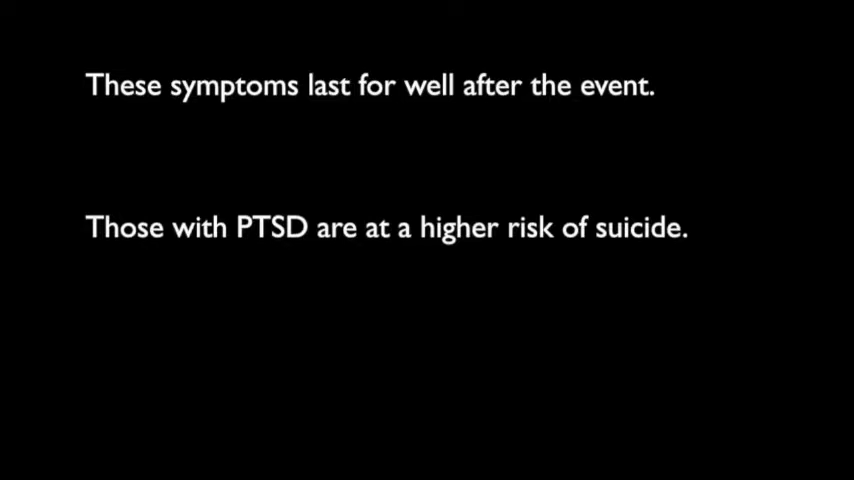 These symptoms last for well after the event.
Those with PTSD are at a higher risk of suicide.